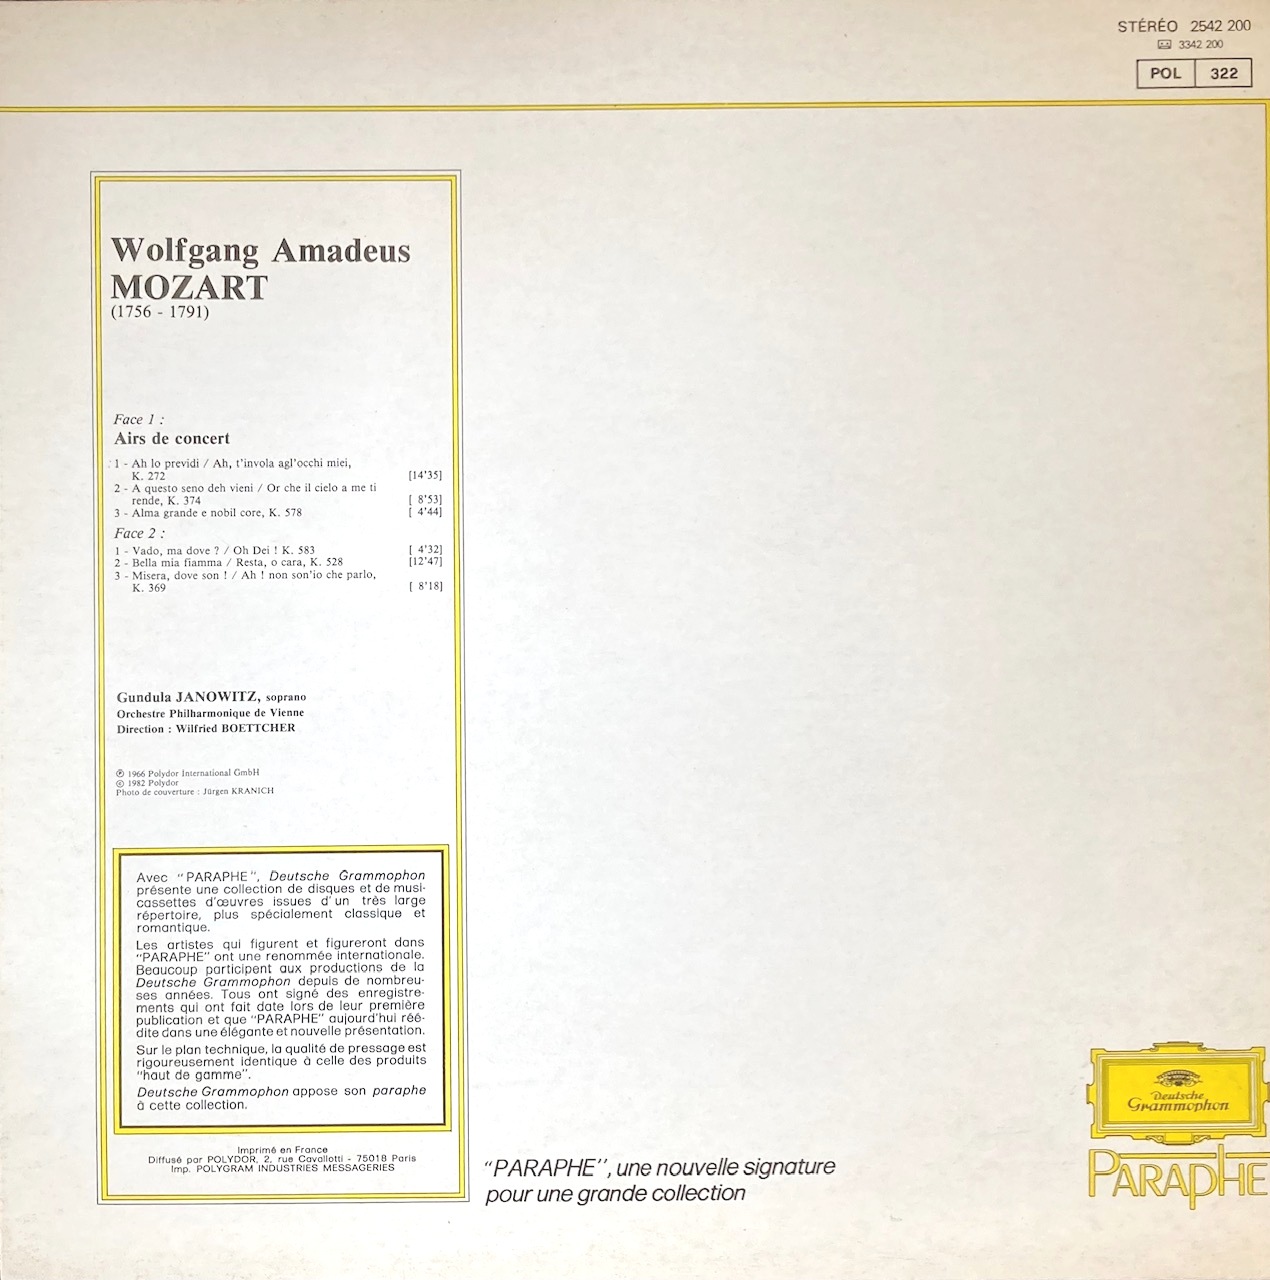 STÉRÉO 2542 200
3342 200
POL 322
Wolfgang Amadeus
MOZART
(1756 - 1791)
Face 1 :
Airs de concert
1 - Ah lo previdi / Ah, t'invola agl'occhi miei,
K. 272 [14'35]
2 - A questo seno deh vieni / Or che il cielo a me ti
rende, K. 374 [ 8'53]
3 - Alma grande e nobil core, K. 578 [ 4'44]
Face 2 :
1 - Vado, ma dove ? / Oh Dei ! K. 583 [ 4'32]
2 - Bella mia fiamma / Resta, o cara, K. 528 [12'47]
3 - Misera, dove son ! / Ah ! non son'io che parlo,
K. 369 [ 8'18]
Gundula JANOWITZ, soprano
Orchestre Philharmonique de Vienne
Direction : Wilfried BOETTCHER
℗ 1966 Polydor International GmbH
© 1982 Polydor
Photo de couverture : Jürgen KRANICH
Avec "PARAPHE", Deutsche Grammophon
présente une collection de disques et de musi-
cassettes d'œuvres issues d'un très large
répertoire, plus spécialement classique et
romantique.
Les artistes qui figurent et figureront dans
"PARAPHE" ont une renommée internationale.
Beaucoup participent aux productions de la
Deutsche Grammophon depuis de nombreu-
ses années. Tous ont signé des enregistre-
ments qui ont fait date lors de leur première
publication et que "PARAPHE" aujourd'hui réé-
dite dans une élégante et nouvelle présentation.
Sur le plan technique, la qualité de pressage est
rigoureusement identique à celle des produits
"haut de gamme".
Deutsche Grammophon appose son paraphe
à cette collection.
Imprimé en France
Diffusé par POLYDOR, 2, rue Cavallotti - 75018 Paris
Imp. POLYGRAM INDUSTRIES MESSAGERIES
"PARAPHE", une nouvelle signature
pour une grande collection
Deutsche
Grammophon
PARAPHE